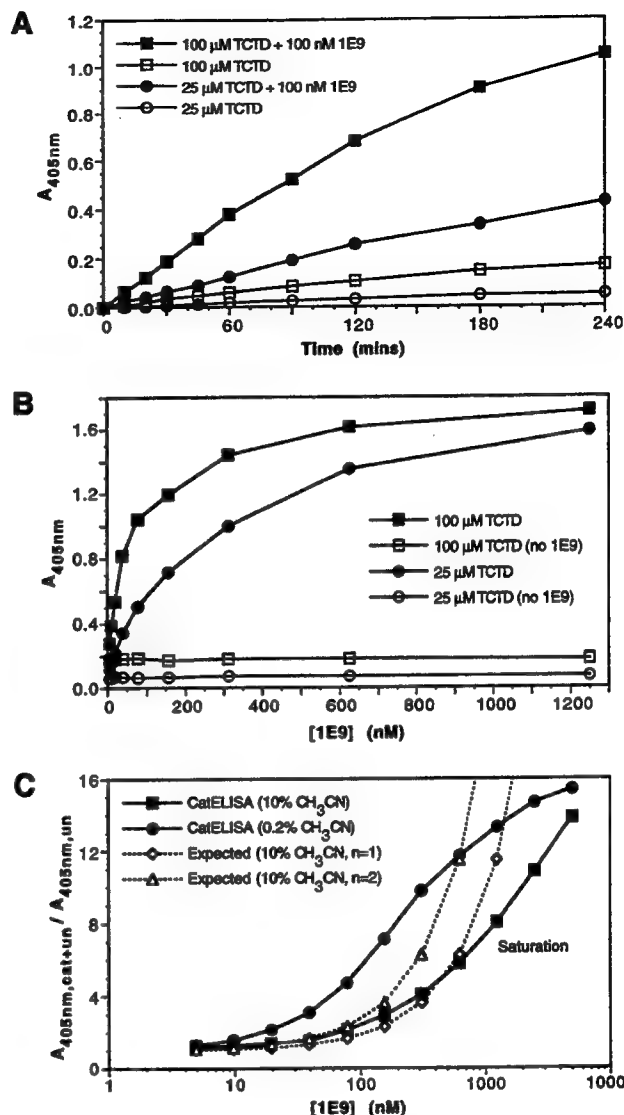 A
1.2
1.0
0.8
0.6
0.4
0.2
0.0
A405nm
100 µM TCTD + 100 nM 1E9
100 µM TCTD
25 µM TCTD + 100 nM 1E9
25 µM TCTD
0
60
120
180
240
Time (mins)
B
1.6
1.2
0.8
0.4
0.0
A405nm
100 µM TCTD
100 µM TCTD (no 1E9)
25 µM TCTD
25 µM TCTD (no 1E9)
0
200
400
600
800
1000
1200
[1E9] (nM)
C
16
12
8
4
0
A405nm,cat+un / A405nm,un
CatELISA (10% CH3CN)
CatELISA (0.2% CH3CN)
Expected (10% CH3CN, n=1)
Expected (10% CH3CN, n=2)
Saturation
1
10
100
1000
10000
[1E9] (nM)